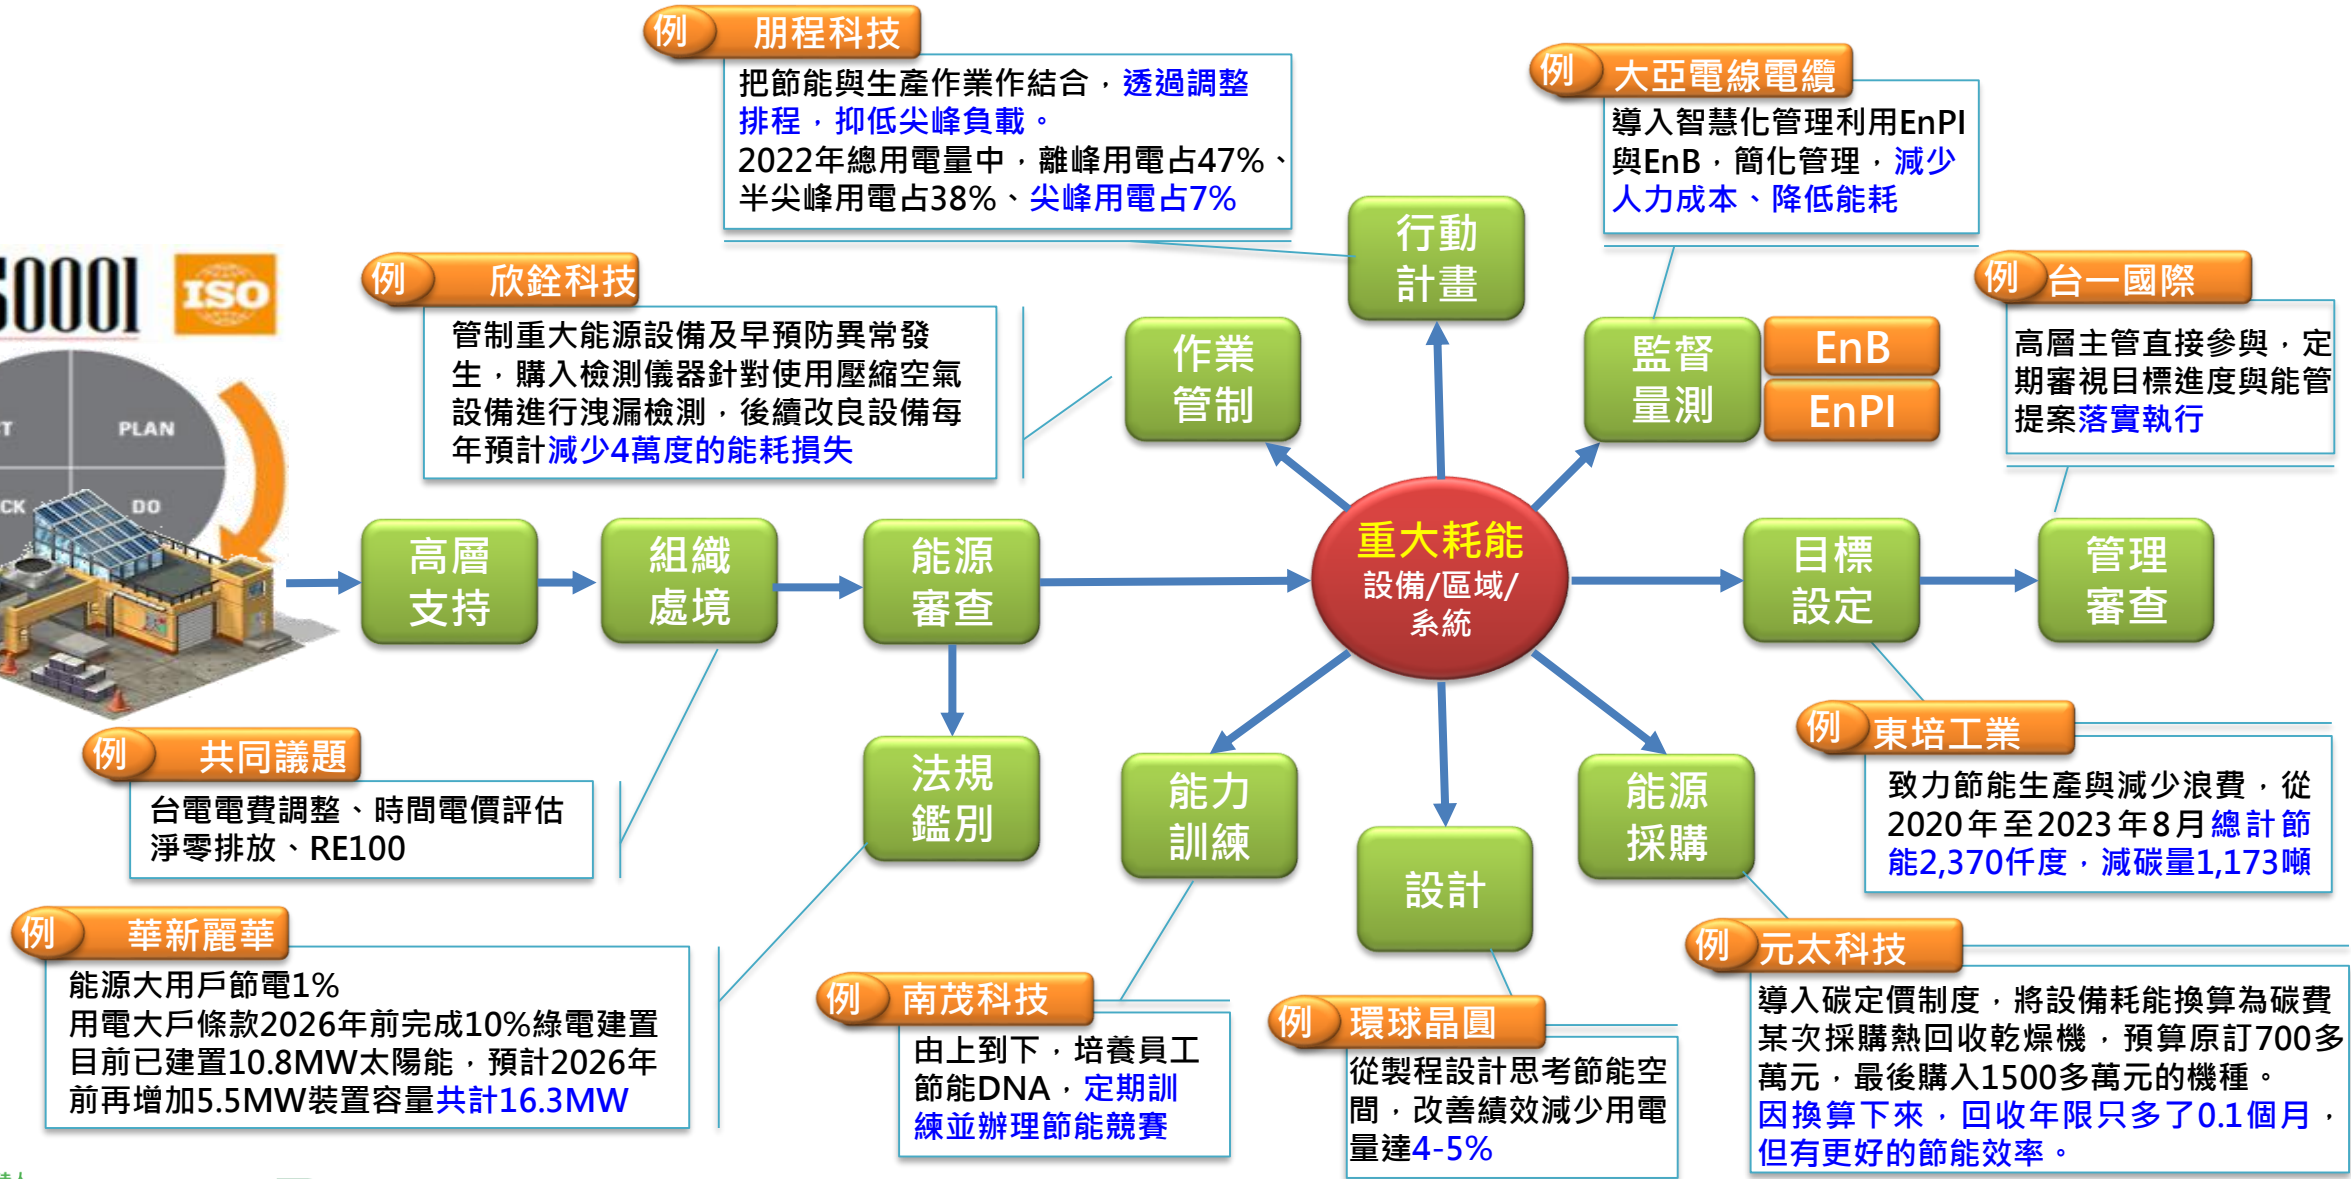 例 朋程科技
把節能與生產作業作結合，透過調整
排程，抑低尖峰負載。
2022年總用電量中，離峰用電占47%、
半尖峰用電占38%、尖峰用電占7%
例 大亞電線電纜
導入智慧化管理利用EnPI
與EnB，簡化管理，減少
人力成本、降低能耗
行動
計畫
50001
ISO
例 欣銓科技
管制重大能源設備及早預防異常發
生，購入檢測儀器針對使用壓縮空氣
設備進行洩漏檢測，後續改良設備每
年預計減少4萬度的能耗損失
作業
管制
監督
量測
EnB
EnPI
例 台一國際
高層主管直接參與，定
期審視目標進度與能管
提案落實執行
PLAN
DO
高層
支持
組織
處境
能源
審查
重大耗能
設備/區域/
系統
目標
設定
管理
審查
例 共同議題
台電電費調整、時間電價評估
淨零排放、RE100
法規
鑑別
能力
訓練
設計
能源
採購
例 東培工業
致力節能生產與減少浪費，從
2020年至2023年8月總計節
能2,370仟度，減碳量1,173噸
例 華新麗華
能源大用戶節電1%
用電大戶條款2026年前完成10%綠電建置
目前已建置10.8MW太陽能，預計2026年
前再增加5.5MW裝置容量共計16.3MW
例 南茂科技
由上到下，培養員工
節能DNA，定期訓
練並辦理節能競賽
例 環球晶圓
從製程設計思考節能空
間，改善績效減少用電
量達4-5%
例 元太科技
導入碳定價制度，將設備耗能換算為碳費
某次採購熱回收乾燥機，預算原訂700多
萬元，最後購入1500多萬元的機種。
因換算下來，回收年限只多了0.1個月，
但有更好的節能效率。